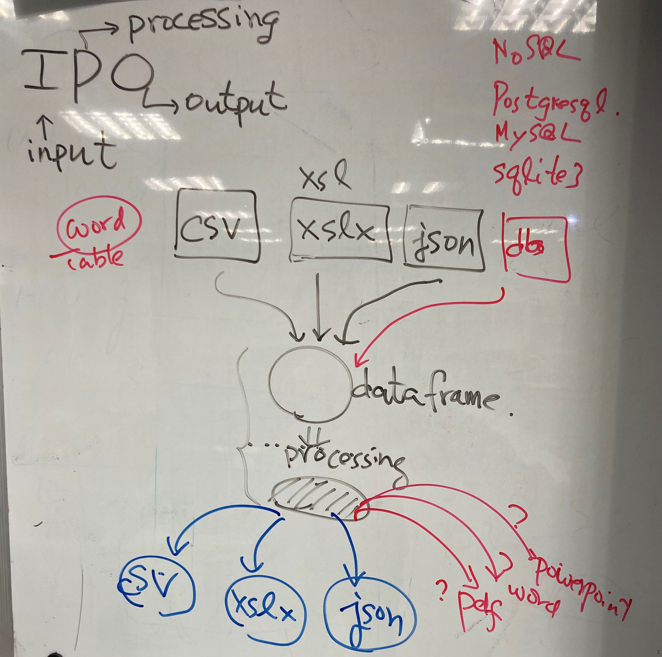 processing
IPO
output
input
NoSQL
Postgresql.
MySQL
sqlite3
xsl
word
table
csv
xslx
json
db
dataframe.
...processing
csv
xslx
json
? pdf
? word
? powerpoint